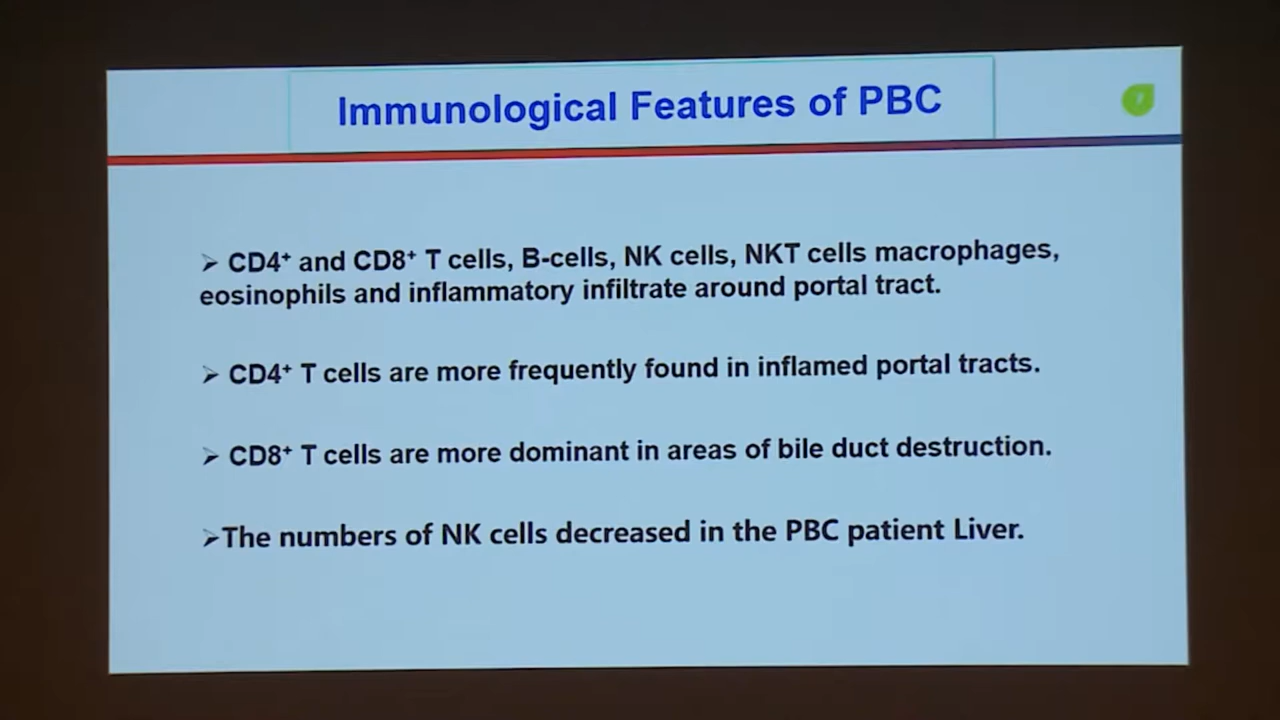 Immunological Features of PBC
7
➢ CD4⁺ and CD8⁺ T cells, B-cells, NK cells, NKT cells macrophages,
eosinophils and inflammatory infiltrate around portal tract.
➢ CD4⁺ T cells are more frequently found in inflamed portal tracts.
➢ CD8⁺ T cells are more dominant in areas of bile duct destruction.
➢The numbers of NK cells decreased in the PBC patient Liver.